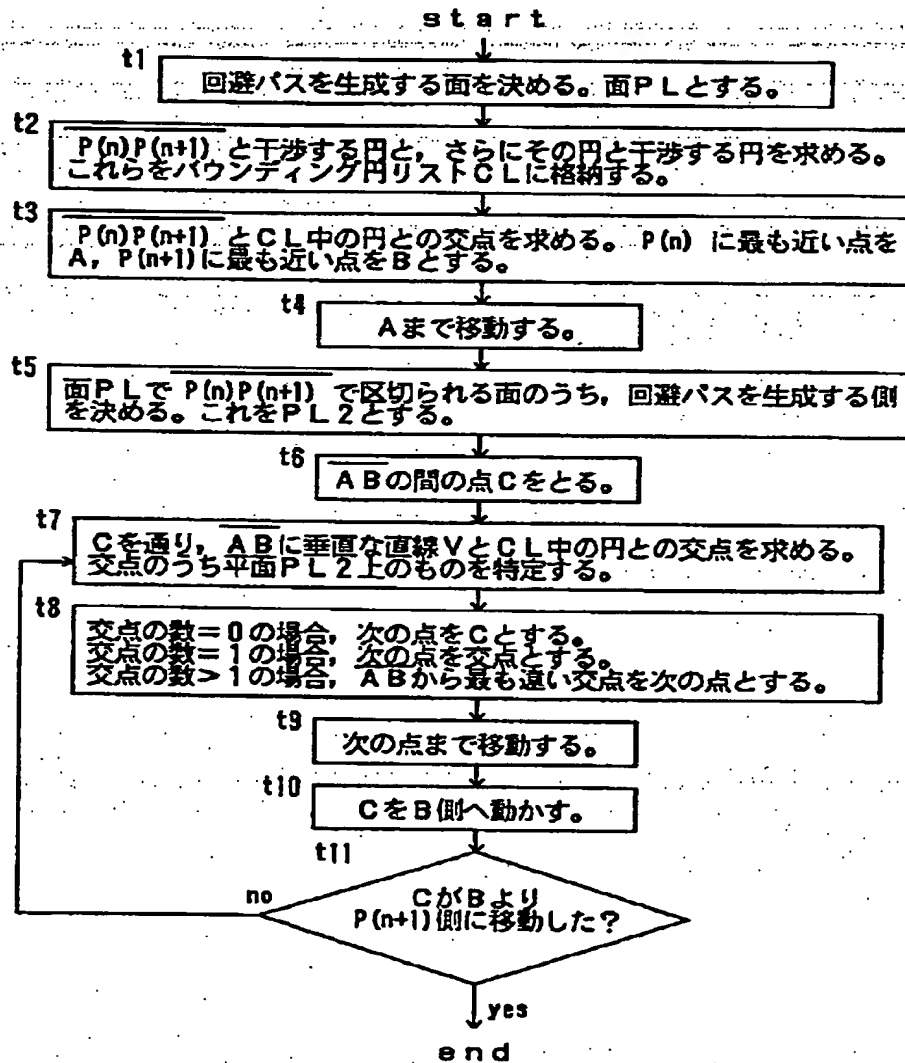 start
t1
回避パスを生成する面を決める。面PLとする。
t2
P(n)P(n+1) と干渉する円と，さらにその円と干渉する円を求める。
これらをバウンディング円リストCLに格納する。
t3
P(n)P(n+1) とCL中の円との交点を求める。 P(n) に最も近い点を
A，P(n+1)に最も近い点をBとする。
t4
Aまで移動する。
t5
面PLで P(n)P(n+1) で区切られる面のうち，回避パスを生成する側
を決める。これをPL2とする。
t6
ABの間の点Cをとる。
t7
Cを通り，ABに垂直な直線VとCL中の円との交点を求める。
交点のうち平面PL2上のものを特定する。
t8
交点の数＝0の場合，次の点をCとする。
交点の数＝1の場合，次の点を交点とする。
交点の数＞1の場合，ABから最も遠い交点を次の点とする。
t9
次の点まで移動する。
t10
CをB側へ動かす。
t11
no
CがBより
P(n+1)側に移動した？
yes
end